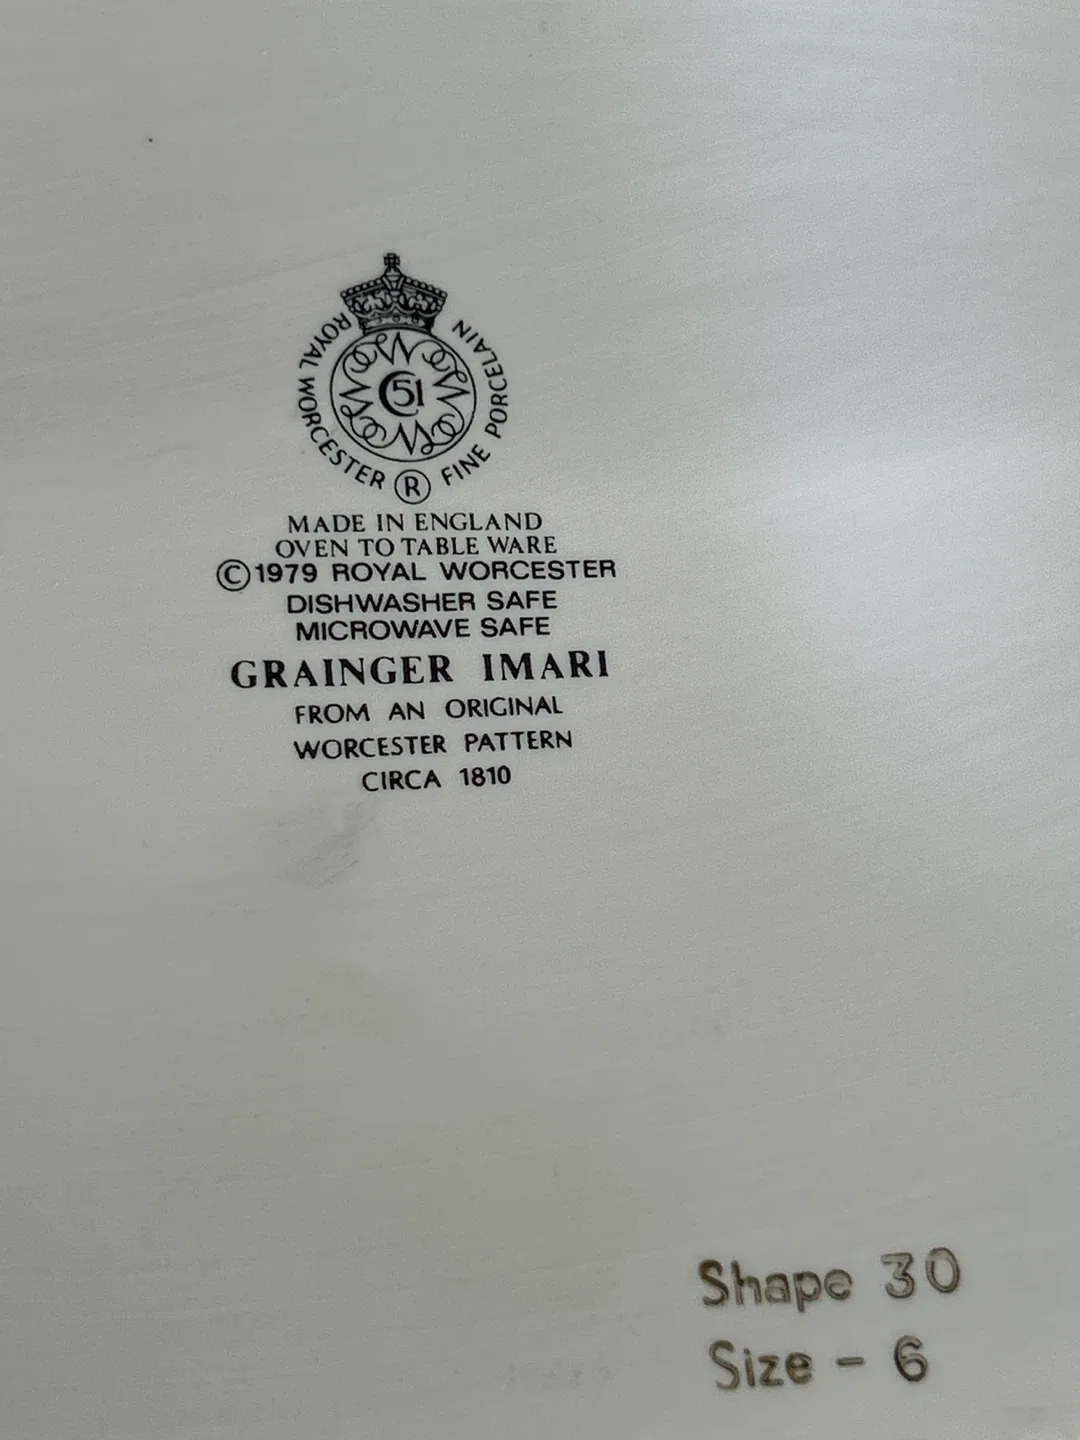 ROYAL WORCESTER ® FINE PORCELAIN
C51
MADE IN ENGLAND
OVEN TO TABLE WARE
©1979 ROYAL WORCESTER
DISHWASHER SAFE
MICROWAVE SAFE
GRAINGER IMARI
FROM AN ORIGINAL
WORCESTER PATTERN
CIRCA 1810
Shape 30
Size - 6